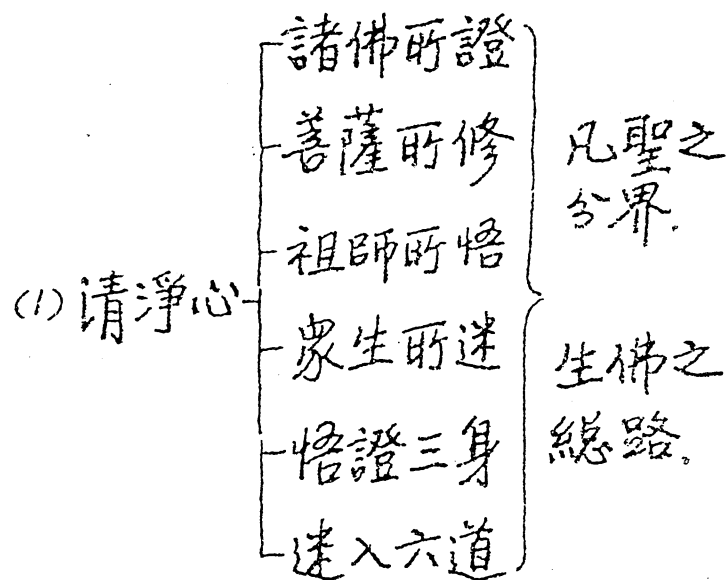 (1)清淨心
諸佛所證
菩薩所修
祖師所悟
眾生所迷
悟證三身
迷入六道
凡聖之
分界.
生佛之
總路。